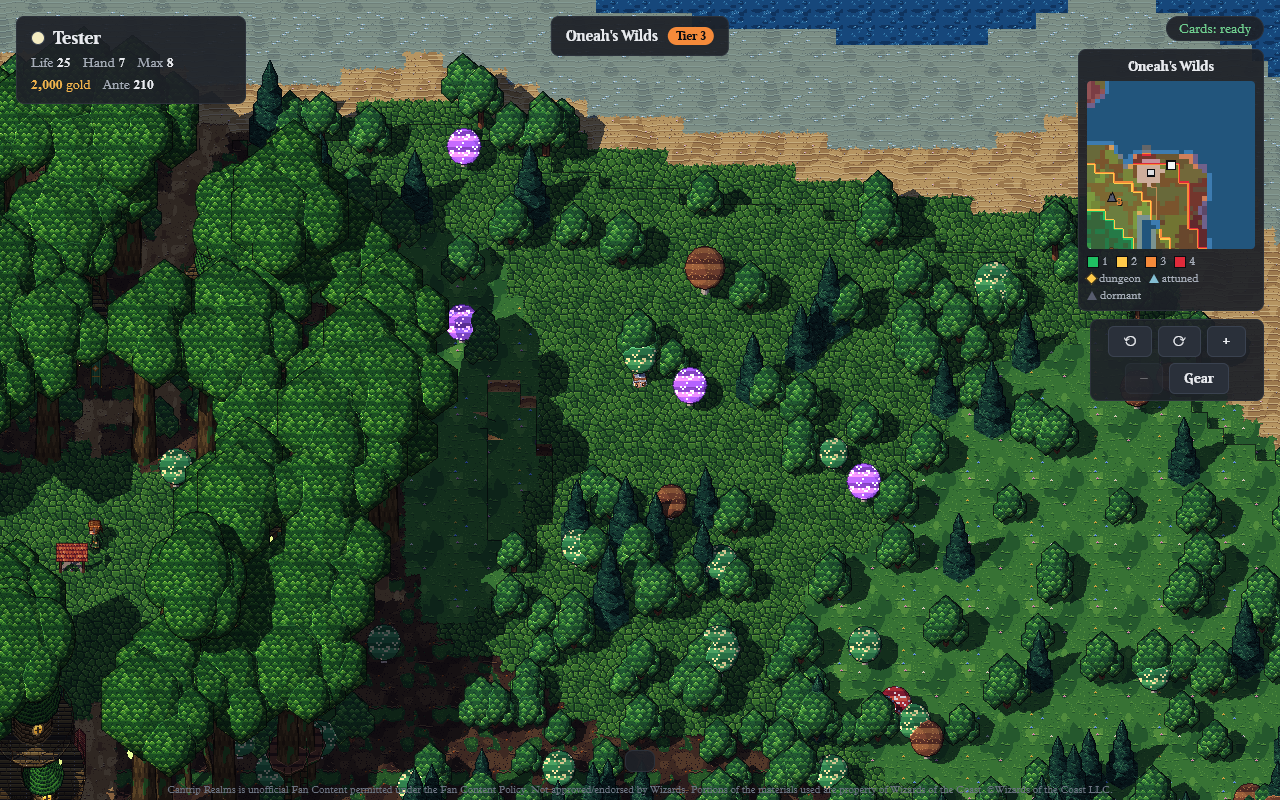 Tester
Life 25 Hand 7 Max 8
2,000 gold Ante 210
Oneah's Wilds Tier 3
Cards: ready
Oneah's Wilds
1 2 3 4
dungeon attuned
dormant
+
−
Gear
Cantrip Realms is unofficial Fan Content permitted under the Fan Content Policy. Not approved/endorsed by Wizards. Portions of the materials used are property of Wizards of the Coast. ©Wizards of the Coast LLC.